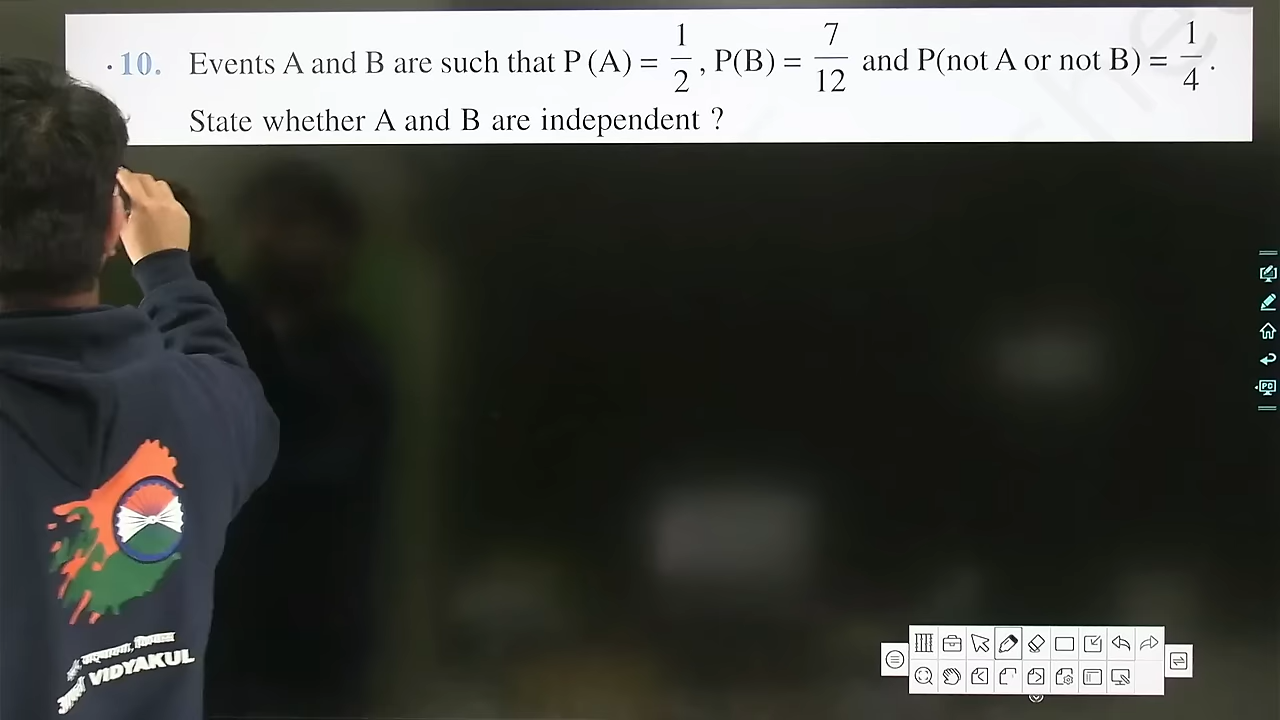 10. Events A and B are such that P (A) = 1/2, P(B) = 7/12 and P(not A or not B) = 1/4.
State whether A and B are independent ?
VIDYAKUL
PC